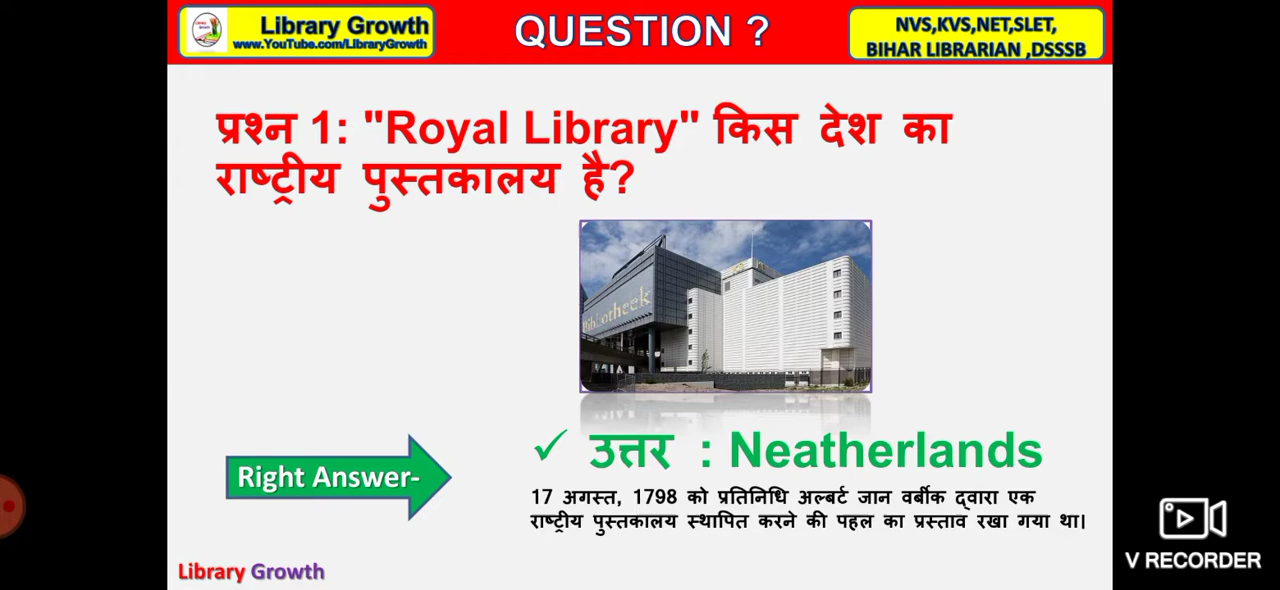 Library Growth
www.YouTube.com/LibraryGrowth
QUESTION ?
NVS,KVS,NET,SLET,
BIHAR LIBRARIAN ,DSSSB
प्रश्न 1: "Royal Library" किस देश का
राष्ट्रीय पुस्तकालय है?
Bibliotheek
Right Answer-
✓ उत्तर : Neatherlands
17 अगस्त, 1798 को प्रतिनिधि अल्बर्ट जान वर्बीक द्वारा एक
राष्ट्रीय पुस्तकालय स्थापित करने की पहल का प्रस्ताव रखा गया था।
Library Growth
V RECORDER